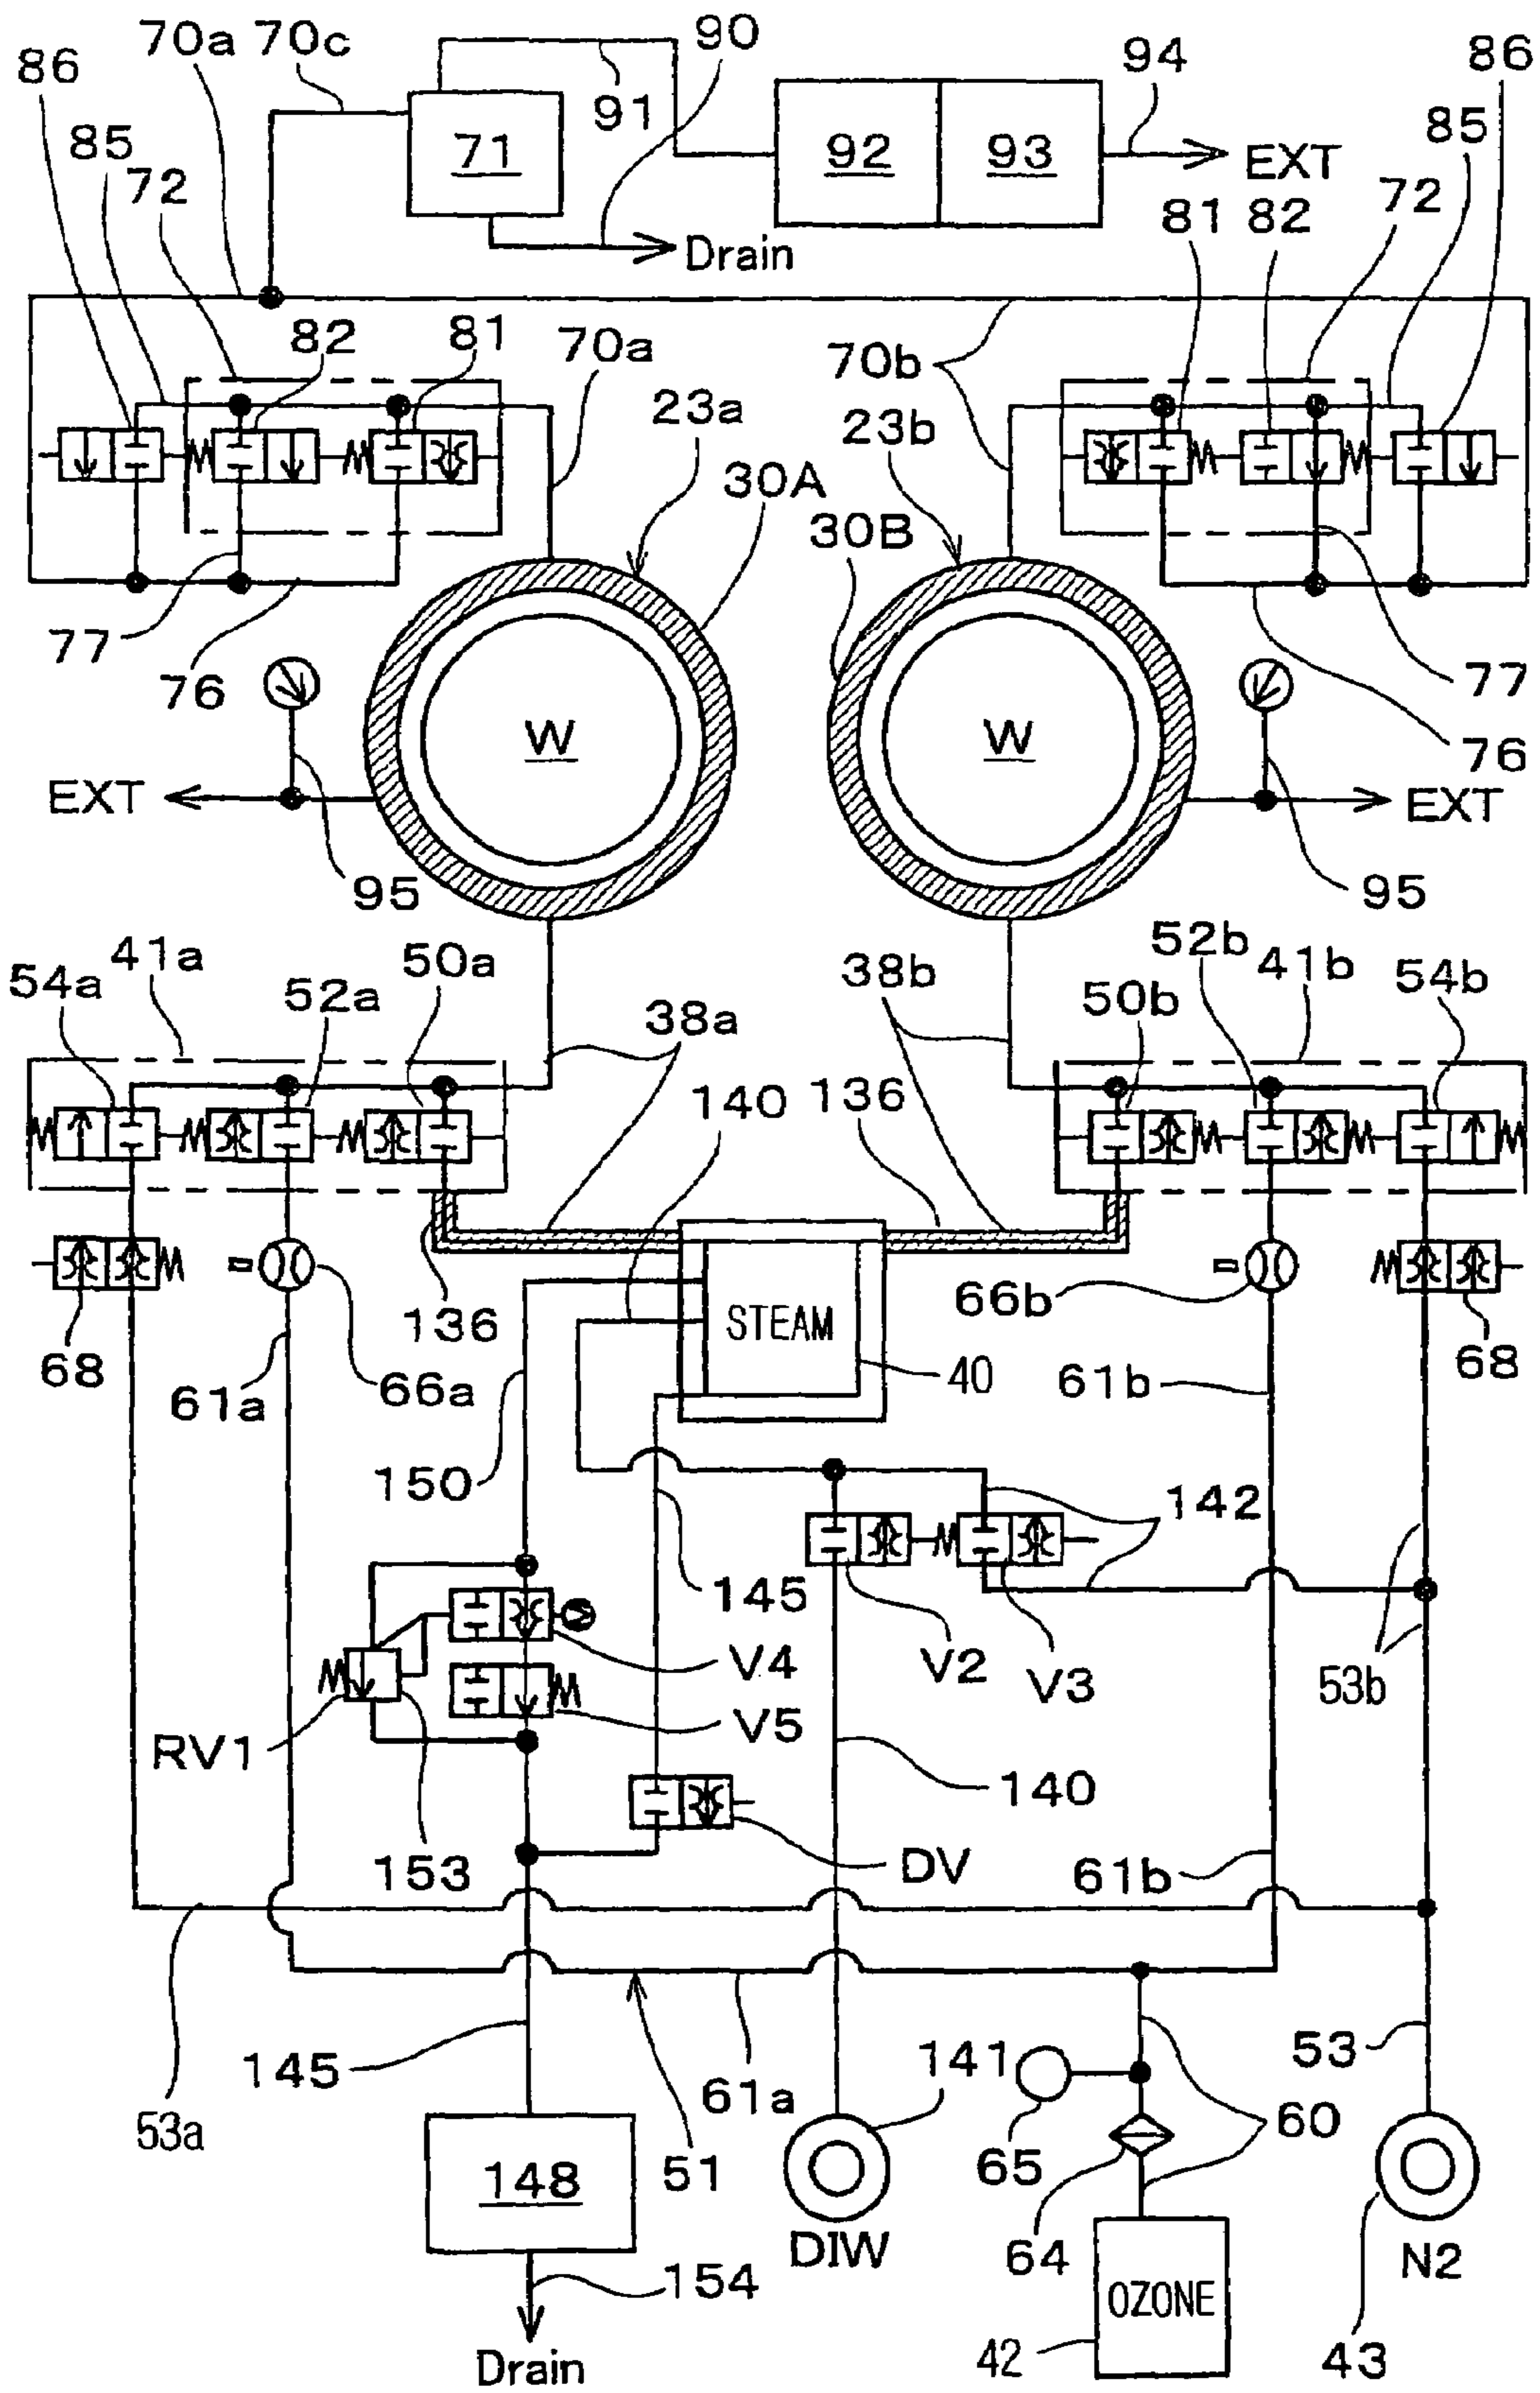 70a 70c 90
86 91 94 86
71 92 93 EXT
85 72 85
81 82 72
Drain
82 81 70a 70b
23a 23b
30A 30B
77 76 77
W W 76
EXT EXT
95 95
54a 41a 50a 38b 52b 41b
52a 38a 50b 54b
140 136
136 STEAM 66b
68 61a 66a 40 61b 68
150 142
145
V4 V2 V3 53b
RV1 V5
140
153 DV 61b
145 141 53
53a 61a 60
148 51 65
DIW 64 N2
154 OZONE
Drain 42 43